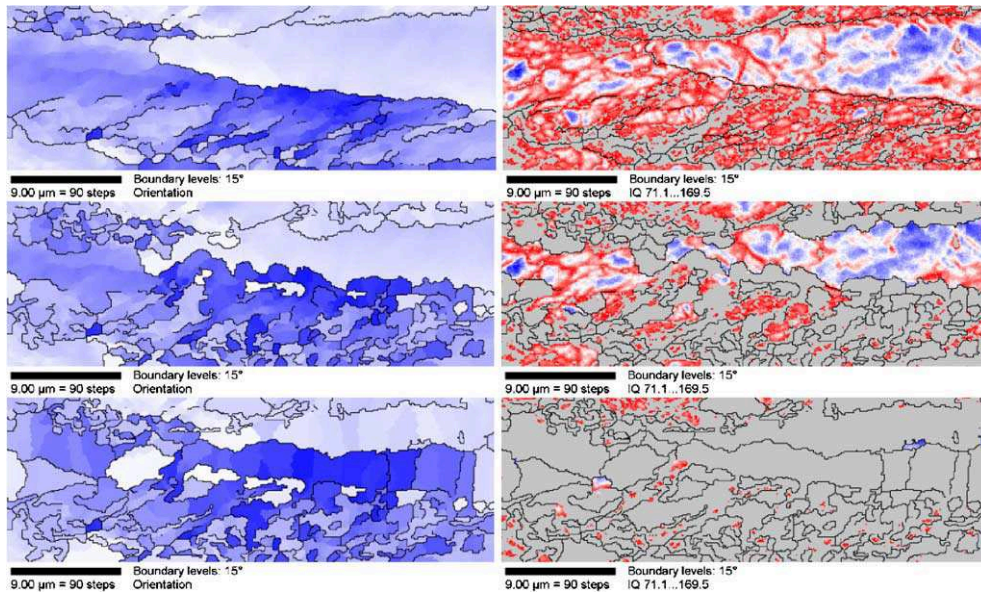 Boundary levels: 15°
9.00 µm = 90 steps Orientation
Boundary levels: 15°
9.00 µm = 90 steps IQ 71.1...169.5
Boundary levels: 15°
9.00 µm = 90 steps Orientation
Boundary levels: 15°
9.00 µm = 90 steps IQ 71.1...169.5
Boundary levels: 15°
9.00 µm = 90 steps Orientation
Boundary levels: 15°
9.00 µm = 90 steps IQ 71.1...169.5